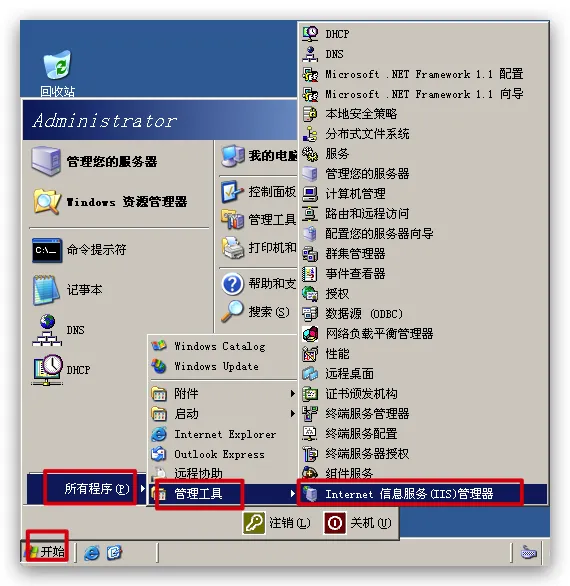 回收站
Administrator
管理您的服务器
Windows 资源管理器
命令提示符
C:\_
记事本
DNS
DHCP
所有程序(P)
我的电脑
控制面板
管理工具
打印机和
帮助和支
搜索(S)
Windows Catalog
Windows Update
附件
启动
Internet Explorer
Outlook Express
远程协助
管理工具
DHCP
DNS
Microsoft .NET Framework 1.1 配置
Microsoft .NET Framework 1.1 向导
本地安全策略
分布式文件系统
服务
管理您的服务器
计算机管理
路由和远程访问
配置您的服务器向导
群集管理器
事件查看器
授权
数据源 (ODBC)
网络负载平衡管理器
性能
远程桌面
证书颁发机构
终端服务管理器
终端服务配置
终端服务器授权
组件服务
Internet 信息服务(IIS)管理器
注销(L)
关机(U)
开始